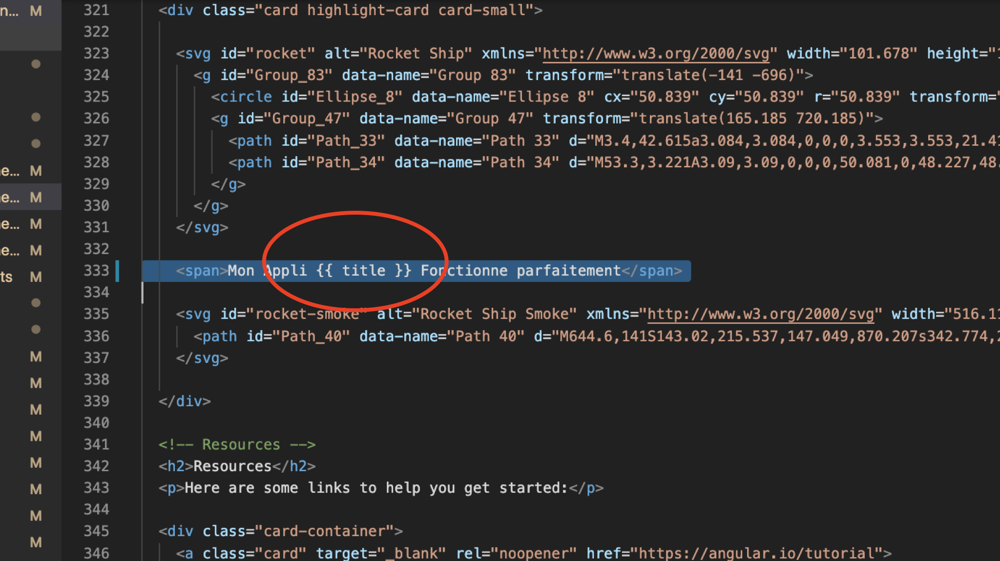 n... M
321 <div class="card highlight-card card-small">
322
323 <svg id="rocket" alt="Rocket Ship" xmlns="http://www.w3.org/2000/svg" width="101.678" height="1
324 <g id="Group_83" data-name="Group 83" transform="translate(-141 -696)">
325 <circle id="Ellipse_8" data-name="Ellipse 8" cx="50.839" cy="50.839" r="50.839" transform="
326 <g id="Group_47" data-name="Group 47" transform="translate(165.185 720.185)">
327 <path id="Path_33" data-name="Path 33" d="M3.4,42.615a3.084,3.084,0,0,0,3.553,3.553,21.41
e... M
328 <path id="Path_34" data-name="Path 34" d="M53.3,3.221A3.09,3.09,0,0,0,50.081,0,48.227,48.
329 </g>
e... M
330 </g>
e... M
331 </svg>
e... M
332
333 <span>Mon Appli {{ title }} Fonctionne parfaitement</span>
ts M
334
335 <svg id="rocket-smoke" alt="Rocket Ship Smoke" xmlns="http://www.w3.org/2000/svg" width="516.11
336 <path id="Path_40" data-name="Path 40" d="M644.6,141S143.02,215.537,147.049,870.207s342.774,2
M
337 </svg>
M
338
M
339 </div>
340
M
341 <!-- Resources -->
M
342 <h2>Resources</h2>
M
343 <p>Here are some links to help you get started:</p>
M
344
345 <div class="card-container">
M
346 <a class="card" target="_blank" rel="noopener" href="https://angular.io/tutorial">